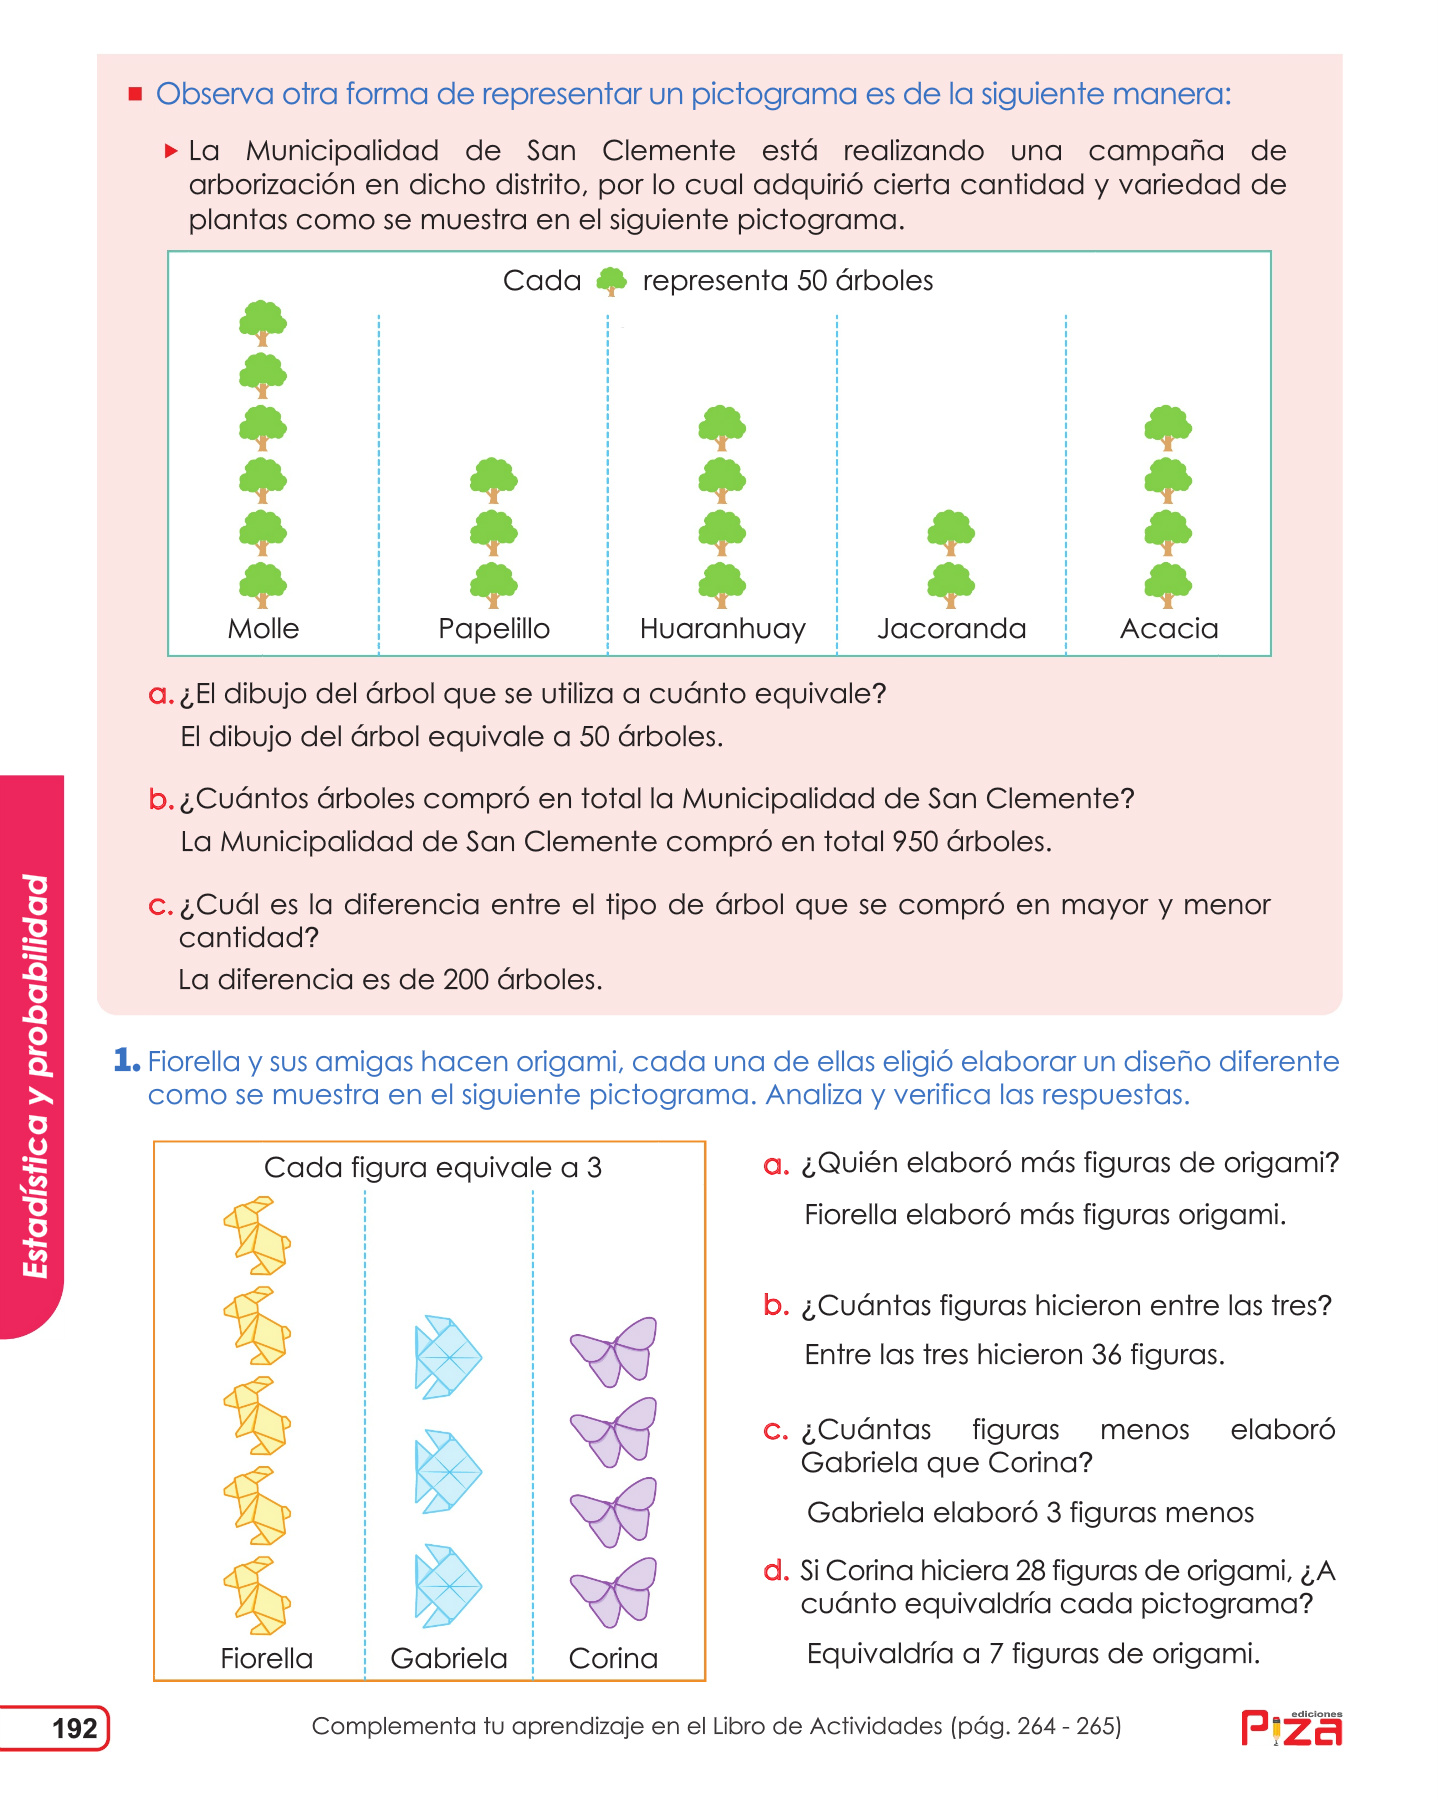 Observa otra forma de representar un pictograma es de la siguiente manera:
La Municipalidad de San Clemente está realizando una campaña de
arborización en dicho distrito, por lo cual adquirió cierta cantidad y variedad de
plantas como se muestra en el siguiente pictograma.
Cada representa 50 árboles
Molle Papelillo Huaranhuay Jacoranda Acacia
a. ¿El dibujo del árbol que se utiliza a cuánto equivale?
El dibujo del árbol equivale a 50 árboles.
b. ¿Cuántos árboles compró en total la Municipalidad de San Clemente?
La Municipalidad de San Clemente compró en total 950 árboles.
c. ¿Cuál es la diferencia entre el tipo de árbol que se compró en mayor y menor
cantidad?
La diferencia es de 200 árboles.
Estadística y probabilidad
1. Fiorella y sus amigas hacen origami, cada una de ellas eligió elaborar un diseño diferente
como se muestra en el siguiente pictograma. Analiza y verifica las respuestas.
Cada figura equivale a 3
Fiorella Gabriela Corina
a. ¿Quién elaboró más figuras de origami?
Fiorella elaboró más figuras origami.
b. ¿Cuántas figuras hicieron entre las tres?
Entre las tres hicieron 36 figuras.
c. ¿Cuántas figuras menos elaboró
Gabriela que Corina?
Gabriela elaboró 3 figuras menos
d. Si Corina hiciera 28 figuras de origami, ¿A
cuánto equivaldría cada pictograma?
Equivaldría a 7 figuras de origami.
192
Complementa tu aprendizaje en el Libro de Actividades (pág. 264 - 265)
ediciones
Piza